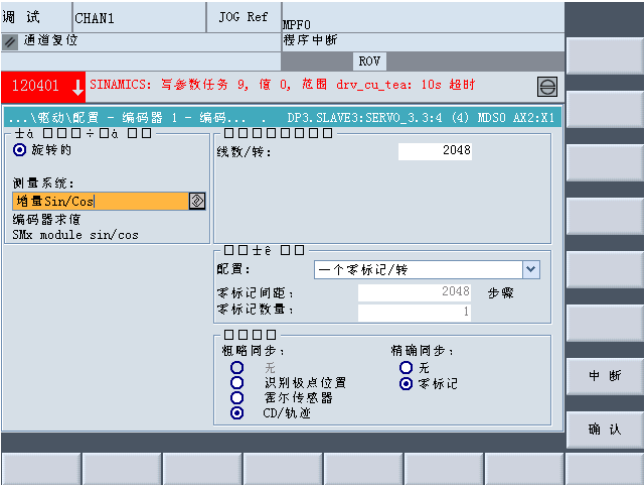 调 试 CHAN1 JOG Ref MPF0
通道复位 程序中断
ROV
120401 SINAMICS: 写参数任务 9, 值 0, 范围 drv_cu_tea: 10s 超时
...\驱动\配置 - 编码器 1 - 编码... . DP3.SLAVE3:SERVO_3.3:4 (4) MDS0 AX2:X1
旋转的
线数/转: 2048
测量系统:
增量Sin/Cos
编码器求值
SMx module sin/cos
配置: 一个零标记/转
零标记间距: 2048 步骤
零标记数量: 1
粗略同步: 精确同步:
无 无
识别极点位置 零标记
霍尔传感器
CD/轨迹
中 断
确 认